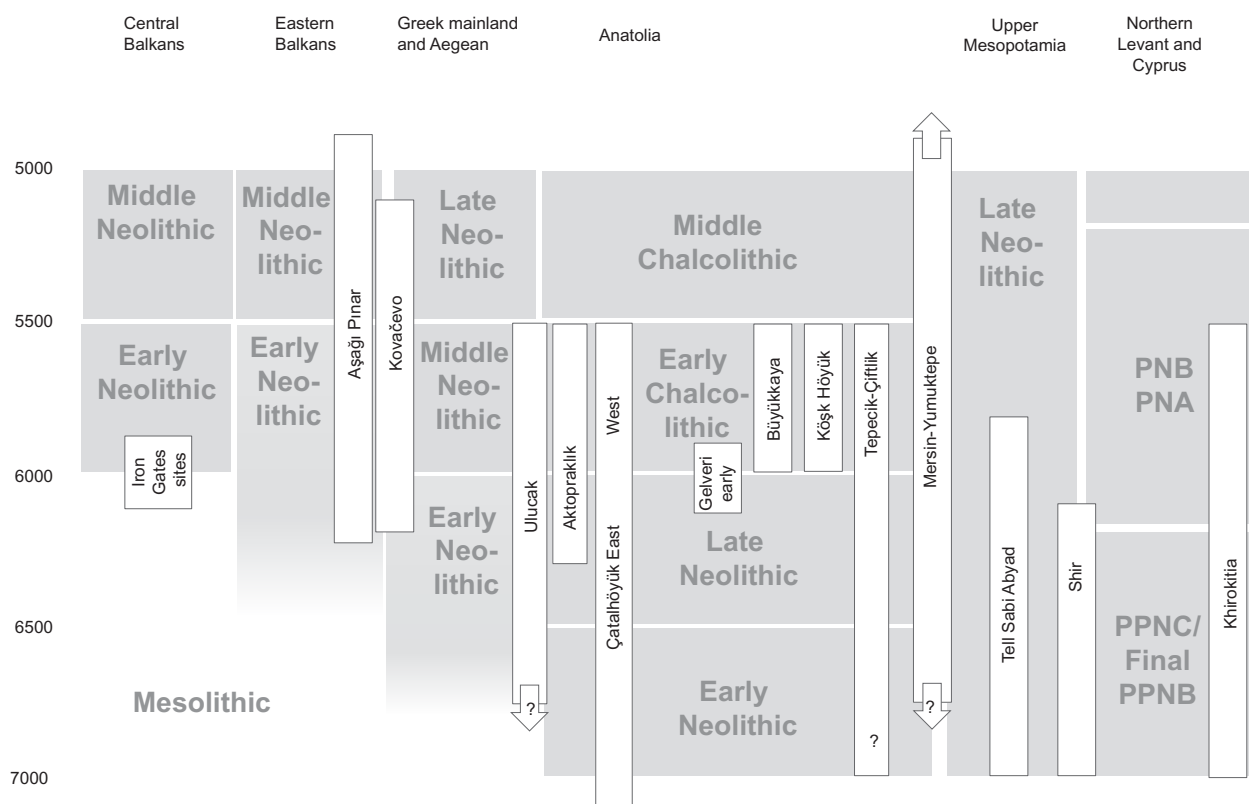 Central
Balkans
Eastern
Balkans
Greek mainland
and Aegean
Anatolia
Upper
Mesopotamia
Northern
Levant and
Cyprus
5000
5500
6000
6500
7000
Middle
Neolithic
Early
Neolithic
Iron
Gates
sites
Mesolithic
Middle
Neo-
lithic
Early
Neo-
lithic
Aşağı Pınar
Kovačevo
Late
Neo-
lithic
Middle
Neo-
lithic
Early
Neo-
lithic
Ulucak
?
Aktopraklık
West
Çatalhöyük East
Middle
Chalcolithic
Early
Chalco-
lithic
Late
Neolithic
Early
Neolithic
Gelveri
early
Büyükkaya
Köşk Höyük
Tepecik-Çiftlik
?
Mersin-Yumuktepe
?
Late
Neo-
lithic
Tell Sabi Abyad
Shir
PNB
PNA
PPNC/
Final
PPNB
Khirokitia